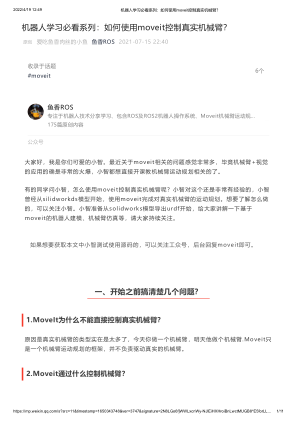 2022/4/19 12:49
机器人学习必看系列：如何使用moveit控制真实机械臂？
机器人学习必看系列：如何使用moveit控制真实机械臂？
鱼香ROS 2021-07-15 22:40
收录于话题
#moveit
6个
鱼香ROS
专注于机器人技术分享学习，包含ROS及ROS2机器人操作系统、Moveit机械臂运动规...
175篇原创内容
公众号
大家好，我是你们可爱的小智，最近关于moveit相关的问题感觉非常多，毕竟机械臂+视觉
的应用的确是非常的火爆，小智都想直接开课教机械臂运动规划相关的了。
有的同学问小智，怎么使用moveit控制真实机械臂呢？小智对这个还是非常有经验的，小智
曾经从silidworkds模型开始，使用moveit完成对真实机械臂的运动规划，想要了解怎么做
的，可以关注小智，小智准备从solidworks模型导出urdf开始，给大家讲解一下基于
moveit的机器人建模、机械臂仿真等，请大家持续关注。
如果想要获取本文中小智测试使用源码的，可以关注工众号，后台回复moveit即可。
一、开始之前搞清楚几个问题？
1.MoveIt为什么不能直接控制真实机械臂？
原因是真实机械臂的类型实在是太多了，今天你做一个机械臂，明天他做个机械臂，MoveIt只
是一个机械臂运动规划的框架，并不负责驱动真实的机械臂。
2.MoveIt通过什么控制机械臂？